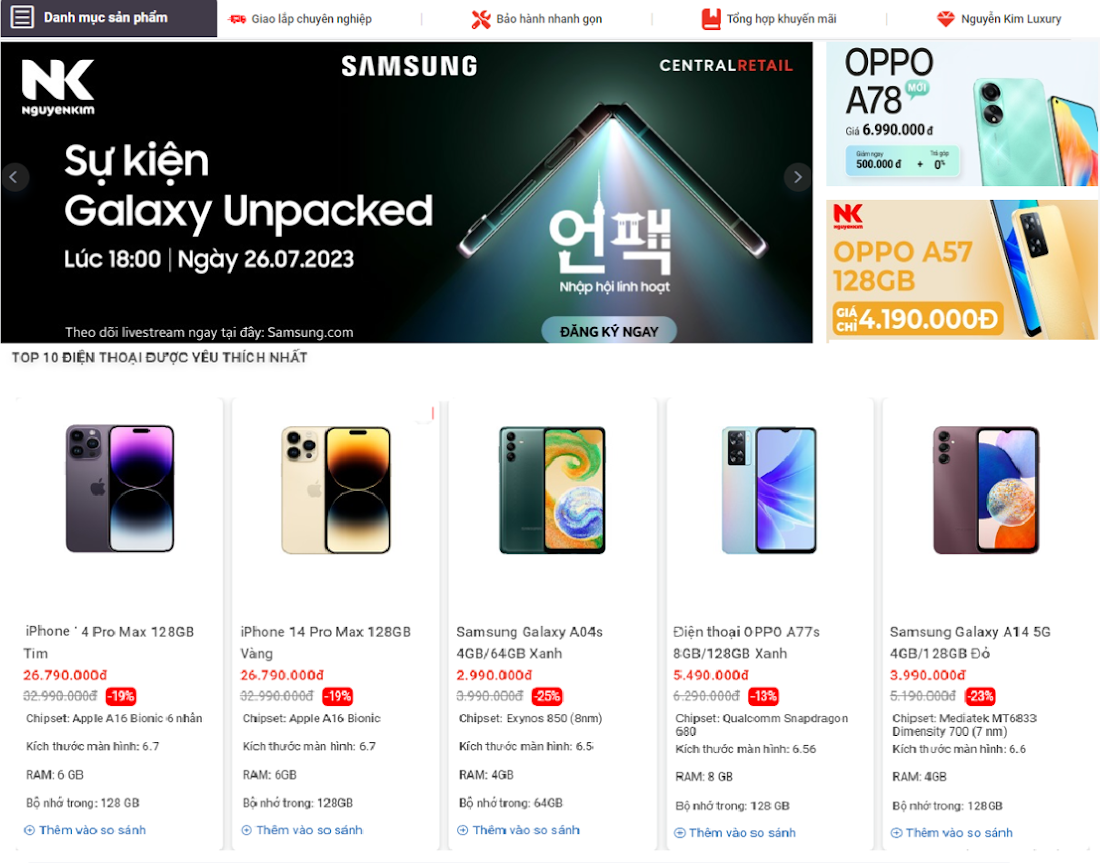 Danh mục sản phẩm
Giao lắp chuyên nghiệp
Bảo hành nhanh gọn
Tổng hợp khuyến mãi
Nguyễn Kim Luxury
NK
NGUYENKIM
SAMSUNG
CENTRALRETAIL
Sự kiện
Galaxy Unpacked
Lúc 18:00 | Ngày 26.07.2023
언팩
Nhập hội linh hoạt
Theo dõi livestream ngay tại đây: Samsung.com
ĐĂNG KÝ NGAY
OPPO
A78 MỚI
Giá 6.990.000 đ
Giảm ngay
500.000 đ
+
Trả góp
0%
NK
nguyenkim
OPPO A57
128GB
GIÁ CHỈ 4.190.000Đ
TOP 10 ĐIỆN THOẠI ĐƯỢC YÊU THÍCH NHẤT
iPhone 14 Pro Max 128GB
Tím
26.790.000đ
32.990.000đ -19%
Chipset: Apple A16 Bionic 6 nhân
Kích thước màn hình: 6.7
RAM: 6 GB
Bộ nhớ trong: 128 GB
Thêm vào so sánh
iPhone 14 Pro Max 128GB
Vàng
26.790.000đ
32.990.000đ -19%
Chipset: Apple A16 Bionic
Kích thước màn hình: 6.7
RAM: 6GB
Bộ nhớ trong: 128GB
Thêm vào so sánh
Samsung Galaxy A04s
4GB/64GB Xanh
2.990.000đ
3.990.000đ -25%
Chipset: Exynos 850 (8nm)
Kích thước màn hình: 6.5
RAM: 4GB
Bộ nhớ trong: 64GB
Thêm vào so sánh
Điện thoại OPPO A77s
8GB/128GB Xanh
5.490.000đ
6.290.000đ -13%
Chipset: Qualcomm Snapdragon
680
Kích thước màn hình: 6.56
RAM: 8 GB
Bộ nhớ trong: 128 GB
Thêm vào so sánh
Samsung Galaxy A14 5G
4GB/128GB Đỏ
3.990.000đ
5.190.000đ -23%
Chipset: Mediatek MT6833
Dimensity 700 (7 nm)
Kích thước màn hình: 6.6
RAM: 4GB
Bộ nhớ trong: 128GB
Thêm vào so sánh